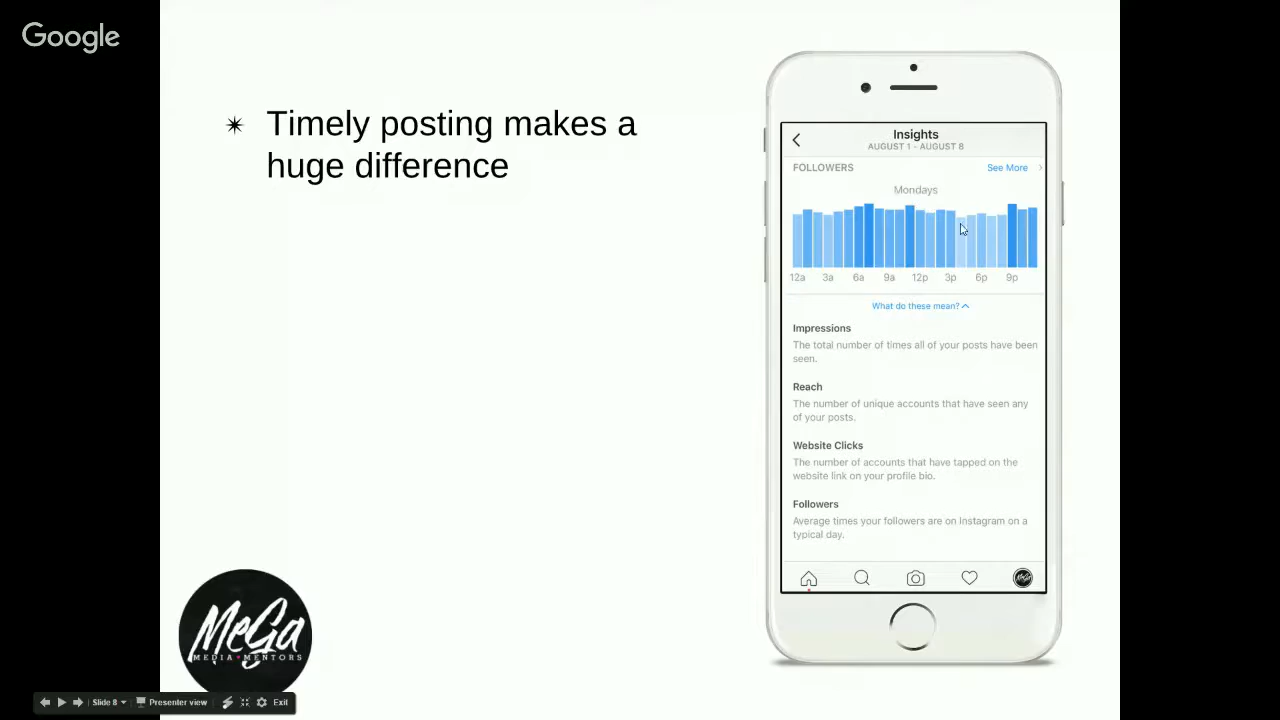 Google
Timely posting makes a
huge difference
Insights
AUGUST 1 - AUGUST 8
FOLLOWERS
See More
Mondays
12a 3a 6a 9a 12p 3p 6p 9p
What do these mean?
Impressions
The total number of times all of your posts have been
seen.
Reach
The number of unique accounts that have seen any
of your posts.
Website Clicks
The number of accounts that have tapped on the
website link on your profile bio.
Followers
Average times your followers are on Instagram on a
typical day.
MeGa
MEDIA MENTORS
Slide 8
Presenter view
Exit